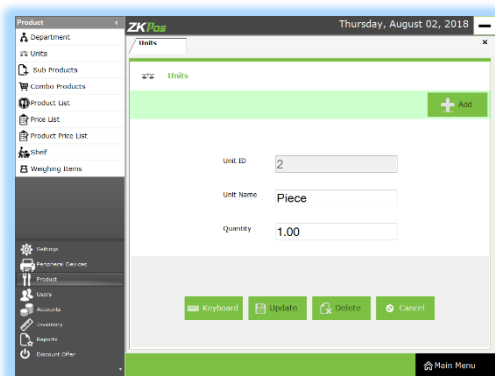 Product
Department
Units
Sub Products
Combo Products
Product List
Price List
Product Price List
Shelf
Weighing Items
Settings
Peripheral Devices
Product
Users
Accounts
Inventory
Reports
Discount Offer
ZKPos
Thursday, August 02, 2018
Units
×
Units
Add
Unit ID
2
Unit Name
Piece
Quantity
1.00
Keyboard
Update
Delete
Cancel
Main Menu